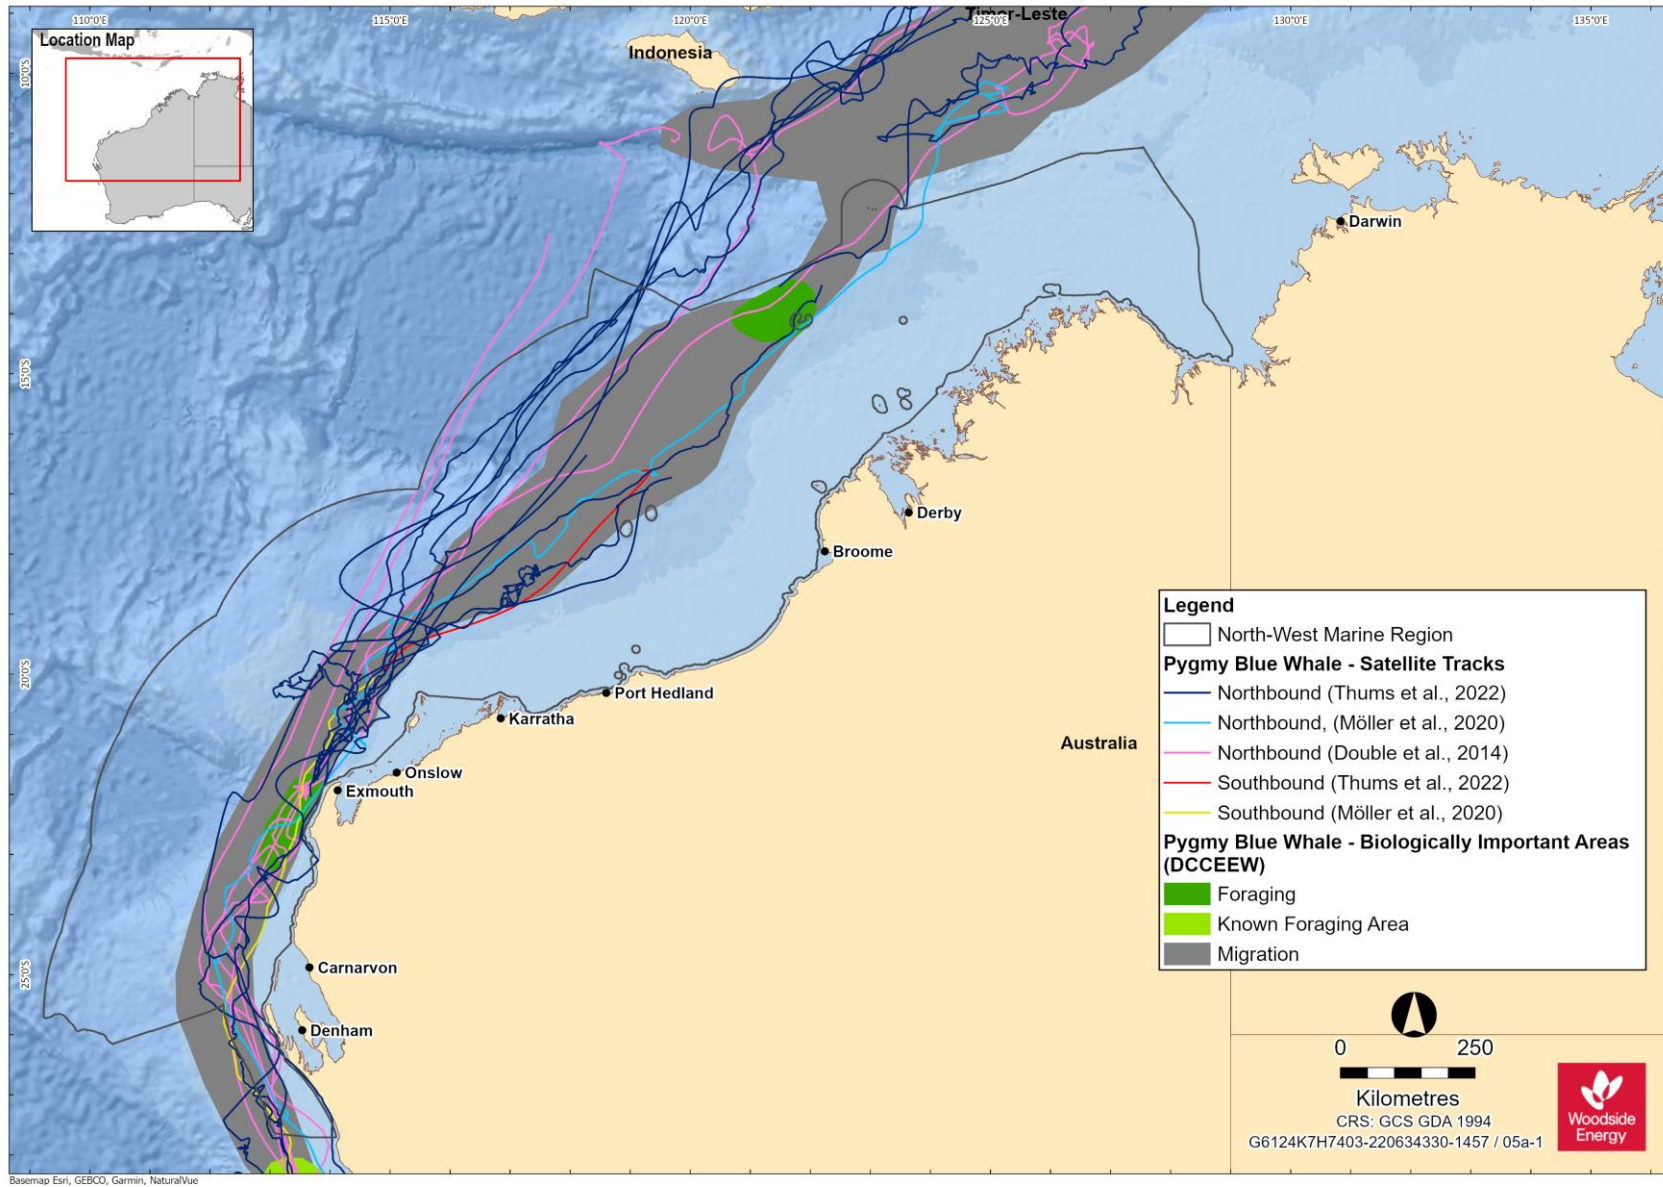 110°0'E
115°0'E
120°0'E
125°0'E
130°0'E
135°0'E
Timor-Leste
Location Map
Indonesia
10°0'S
Darwin
15°0'S
Derby
Broome
20°0'S
Port Hedland
Karratha
Australia
Onslow
Exmouth
25°0'S
Carnarvon
Denham
Legend
North-West Marine Region
Pygmy Blue Whale - Satellite Tracks
Northbound (Thums et al., 2022)
Northbound, (Möller et al., 2020)
Northbound (Double et al., 2014)
Southbound (Thums et al., 2022)
Southbound (Möller et al., 2020)
Pygmy Blue Whale - Biologically Important Areas
(DCCEEW)
Foraging
Known Foraging Area
Migration
0 250
Kilometres
CRS: GCS GDA 1994
G6124K7H7403-220634330-1457 / 05a-1
Woodside
Energy
Basemap Esri, GEBCO, Garmin, NaturalVue